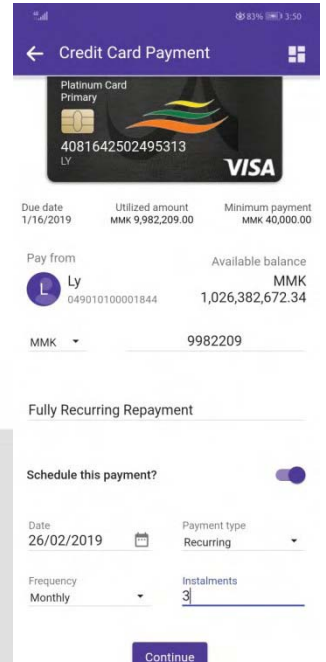 83% 3:50
Credit Card Payment
Platinum Card
Primary
4081642502495313
LY
VISA
Due date Utilized amount Minimum payment
1/16/2019 MMK 9,982,209.00 MMK 40,000.00
Pay from Available balance
L Ly MMK
049010100001844 1,026,382,672.34
MMK 9982209
Fully Recurring Repayment
Schedule this payment?
Date Payment type
26/02/2019 Recurring
Frequency Instalments
Monthly 3
Continue